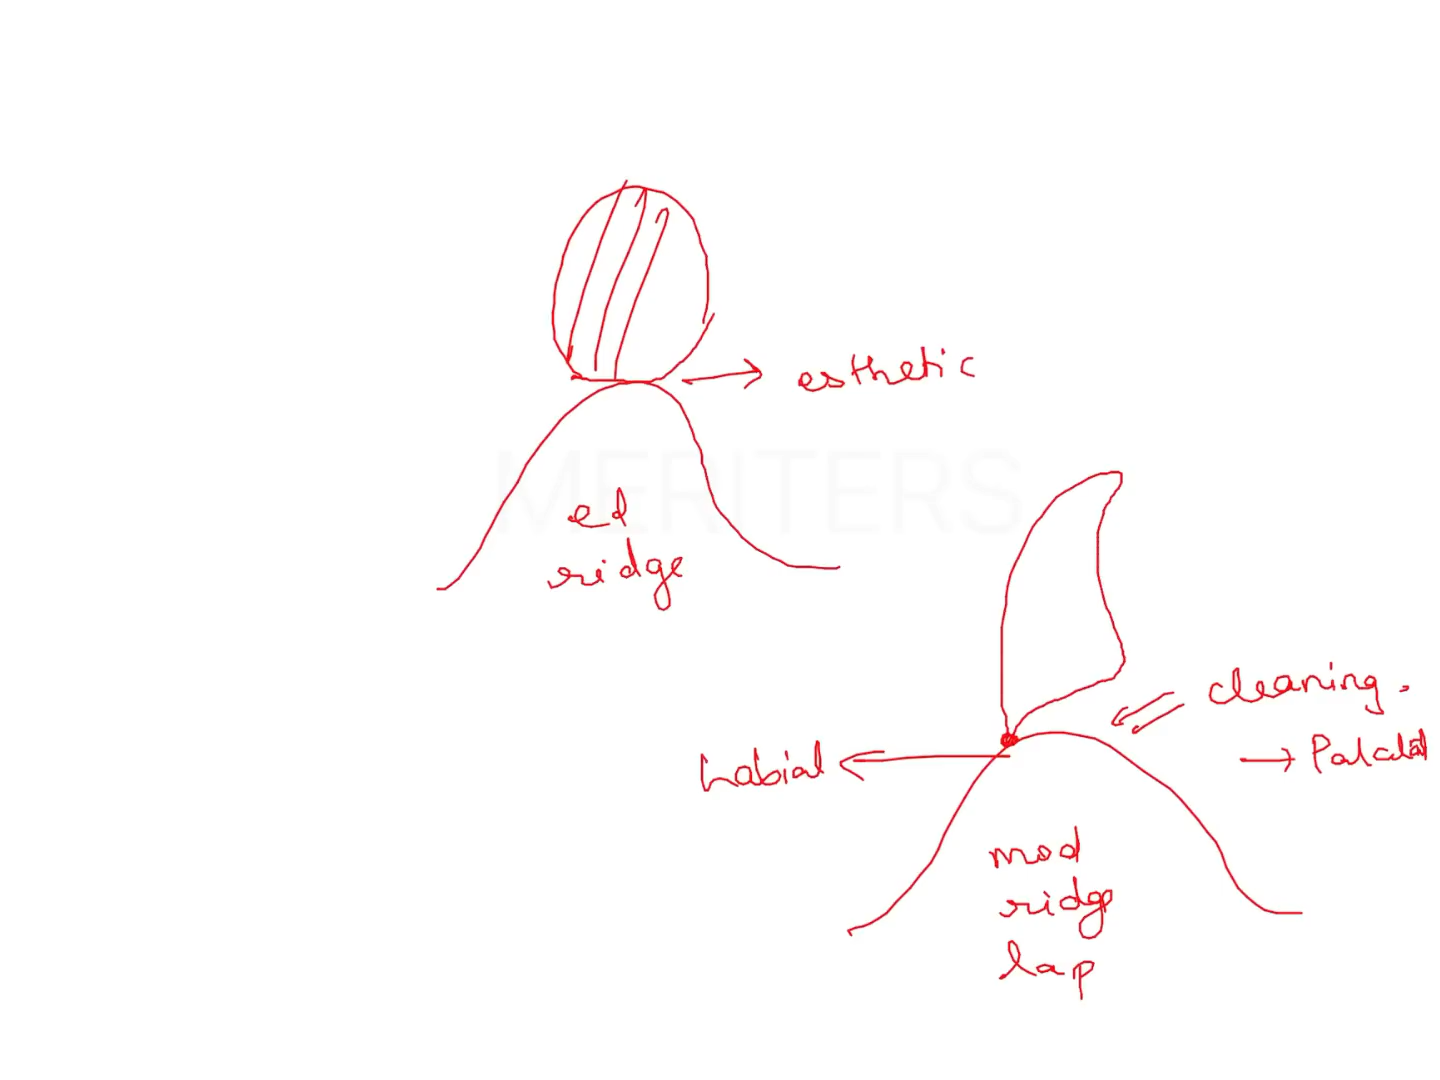 esthetic
MERITERS
ed
ridge
cleaning.
Labial
→ Palatal
mod
ridge
lap